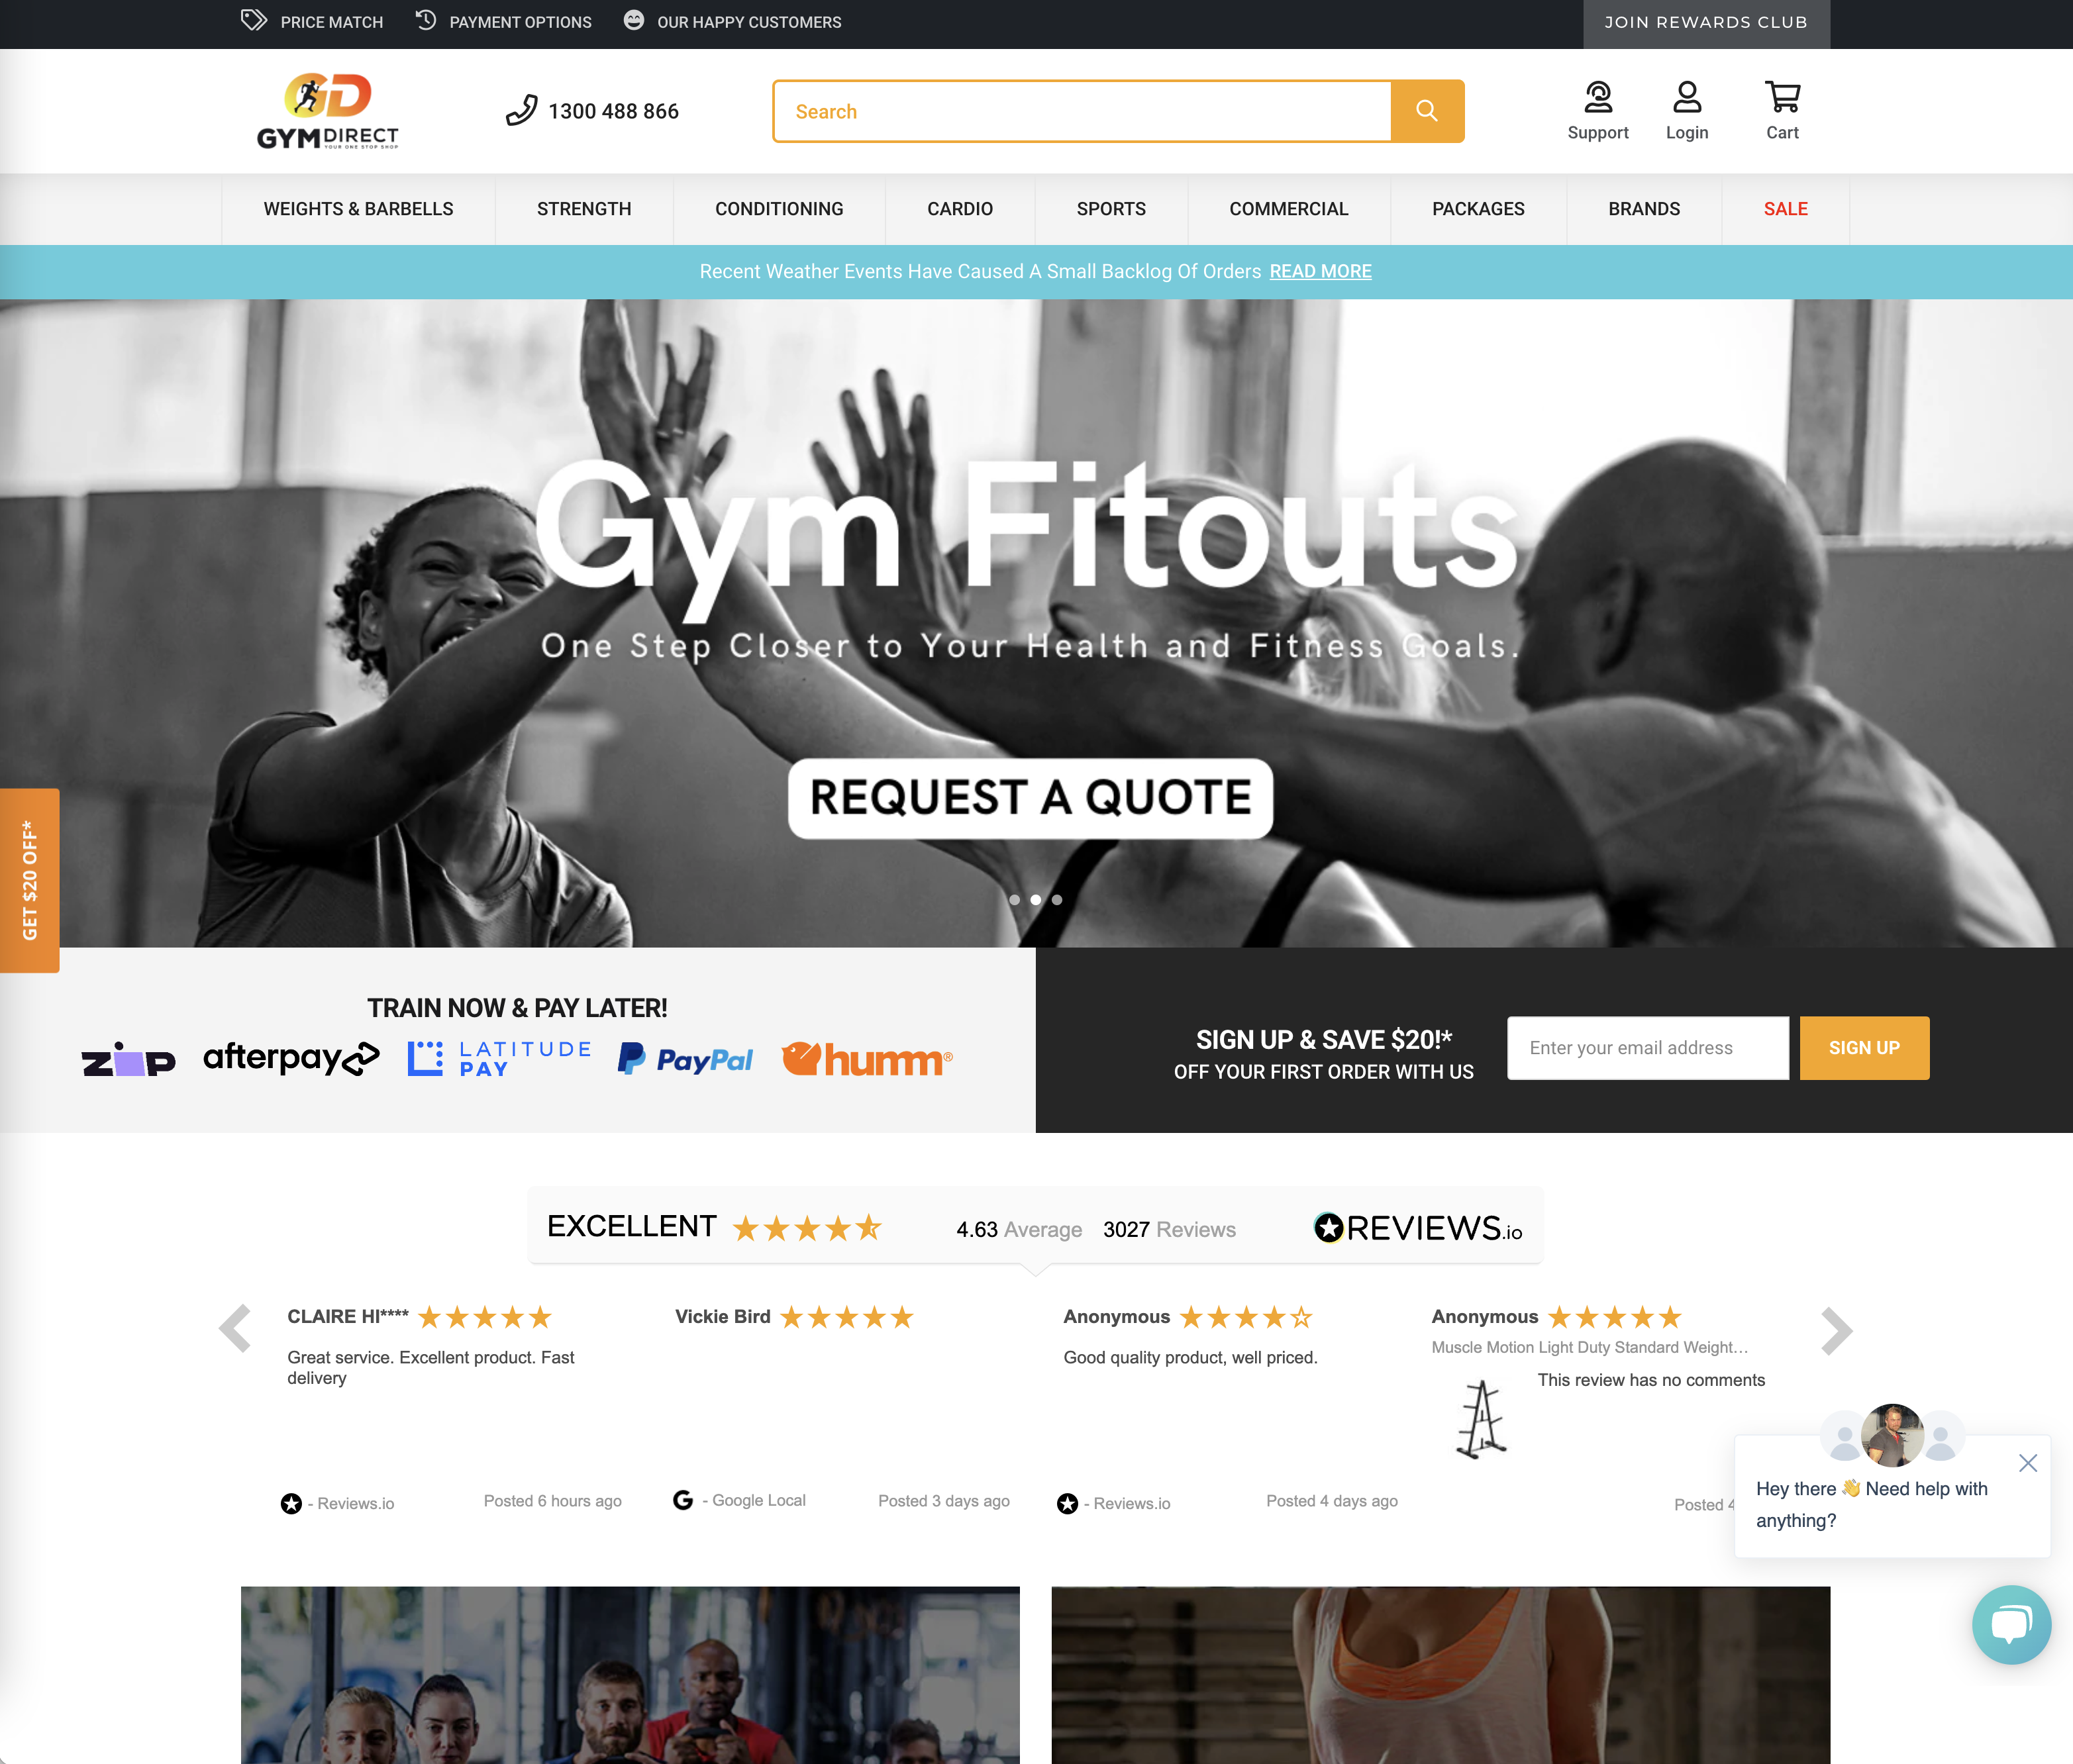 PRICE MATCH
PAYMENT OPTIONS
OUR HAPPY CUSTOMERS
JOIN REWARDS CLUB
GD
GYMDIRECT
YOUR ONE STOP SHOP
1300 488 866
Search
Support
Login
Cart
WEIGHTS & BARBELLS
STRENGTH
CONDITIONING
CARDIO
SPORTS
COMMERCIAL
PACKAGES
BRANDS
SALE
Recent Weather Events Have Caused A Small Backlog Of Orders READ MORE
Gym Fitouts
One Step Closer to Your Health and Fitness Goals.
REQUEST A QUOTE
GET $20 OFF*
TRAIN NOW & PAY LATER!
zip
afterpay
LATITUDE
PAY
PayPal
humm®
SIGN UP & SAVE $20!*
OFF YOUR FIRST ORDER WITH US
Enter your email address
SIGN UP
EXCELLENT
4.63 Average
3027 Reviews
REVIEWS.io
CLAIRE HI****
Great service. Excellent product. Fast
delivery
- Reviews.io
Posted 6 hours ago
Vickie Bird
G - Google Local
Posted 3 days ago
Anonymous
Good quality product, well priced.
- Reviews.io
Posted 4 days ago
Anonymous
Muscle Motion Light Duty Standard Weight…
This review has no comments
Posted 4
Hey there 👋 Need help with
anything?